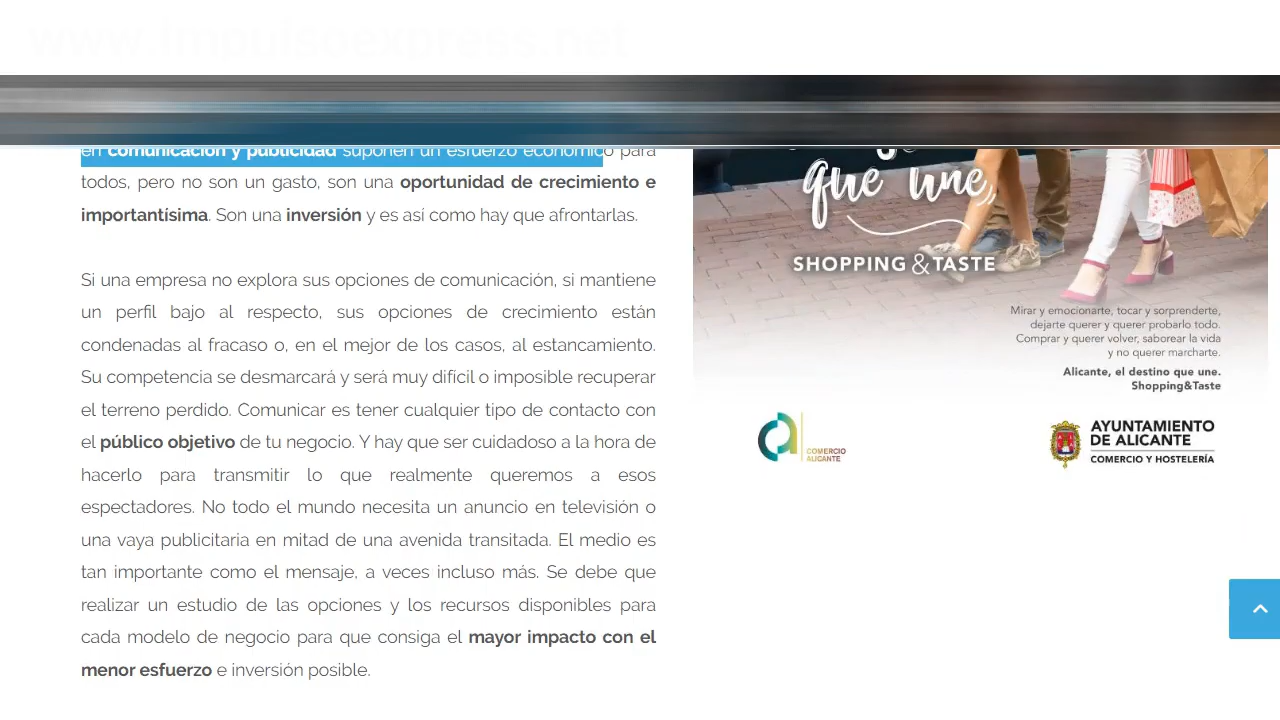 www.impulsoexpress.net
en comunicación y publicidad suponen un esfuerzo económico para
todos, pero no son un gasto, son una oportunidad de crecimiento e
importantísima. Son una inversión y es así como hay que afrontarlas.
Si una empresa no explora sus opciones de comunicación, si mantiene
un perfil bajo al respecto, sus opciones de crecimiento están
condenadas al fracaso o, en el mejor de los casos, al estancamiento.
Su competencia se desmarcará y será muy difícil o imposible recuperar
el terreno perdido. Comunicar es tener cualquier tipo de contacto con
el público objetivo de tu negocio. Y hay que ser cuidadoso a la hora de
hacerlo para transmitir lo que realmente queremos a esos
espectadores. No todo el mundo necesita un anuncio en televisión o
una vaya publicitaria en mitad de una avenida transitada. El medio es
tan importante como el mensaje, a veces incluso más. Se debe que
realizar un estudio de las opciones y los recursos disponibles para
cada modelo de negocio para que consiga el mayor impacto con el
menor esfuerzo e inversión posible.
que une,
SHOPPING & TASTE
Mirar y emocionarte, tocar y sorprenderte,
dejarte querer y querer probarlo todo.
Comprar y querer volver, saborear la vida
y no querer marcharte.
Alicante, el destino que une.
Shopping&Taste
COMERCIO
ALICANTE
AYUNTAMIENTO
DE ALICANTE
COMERCIO Y HOSTELERÍA